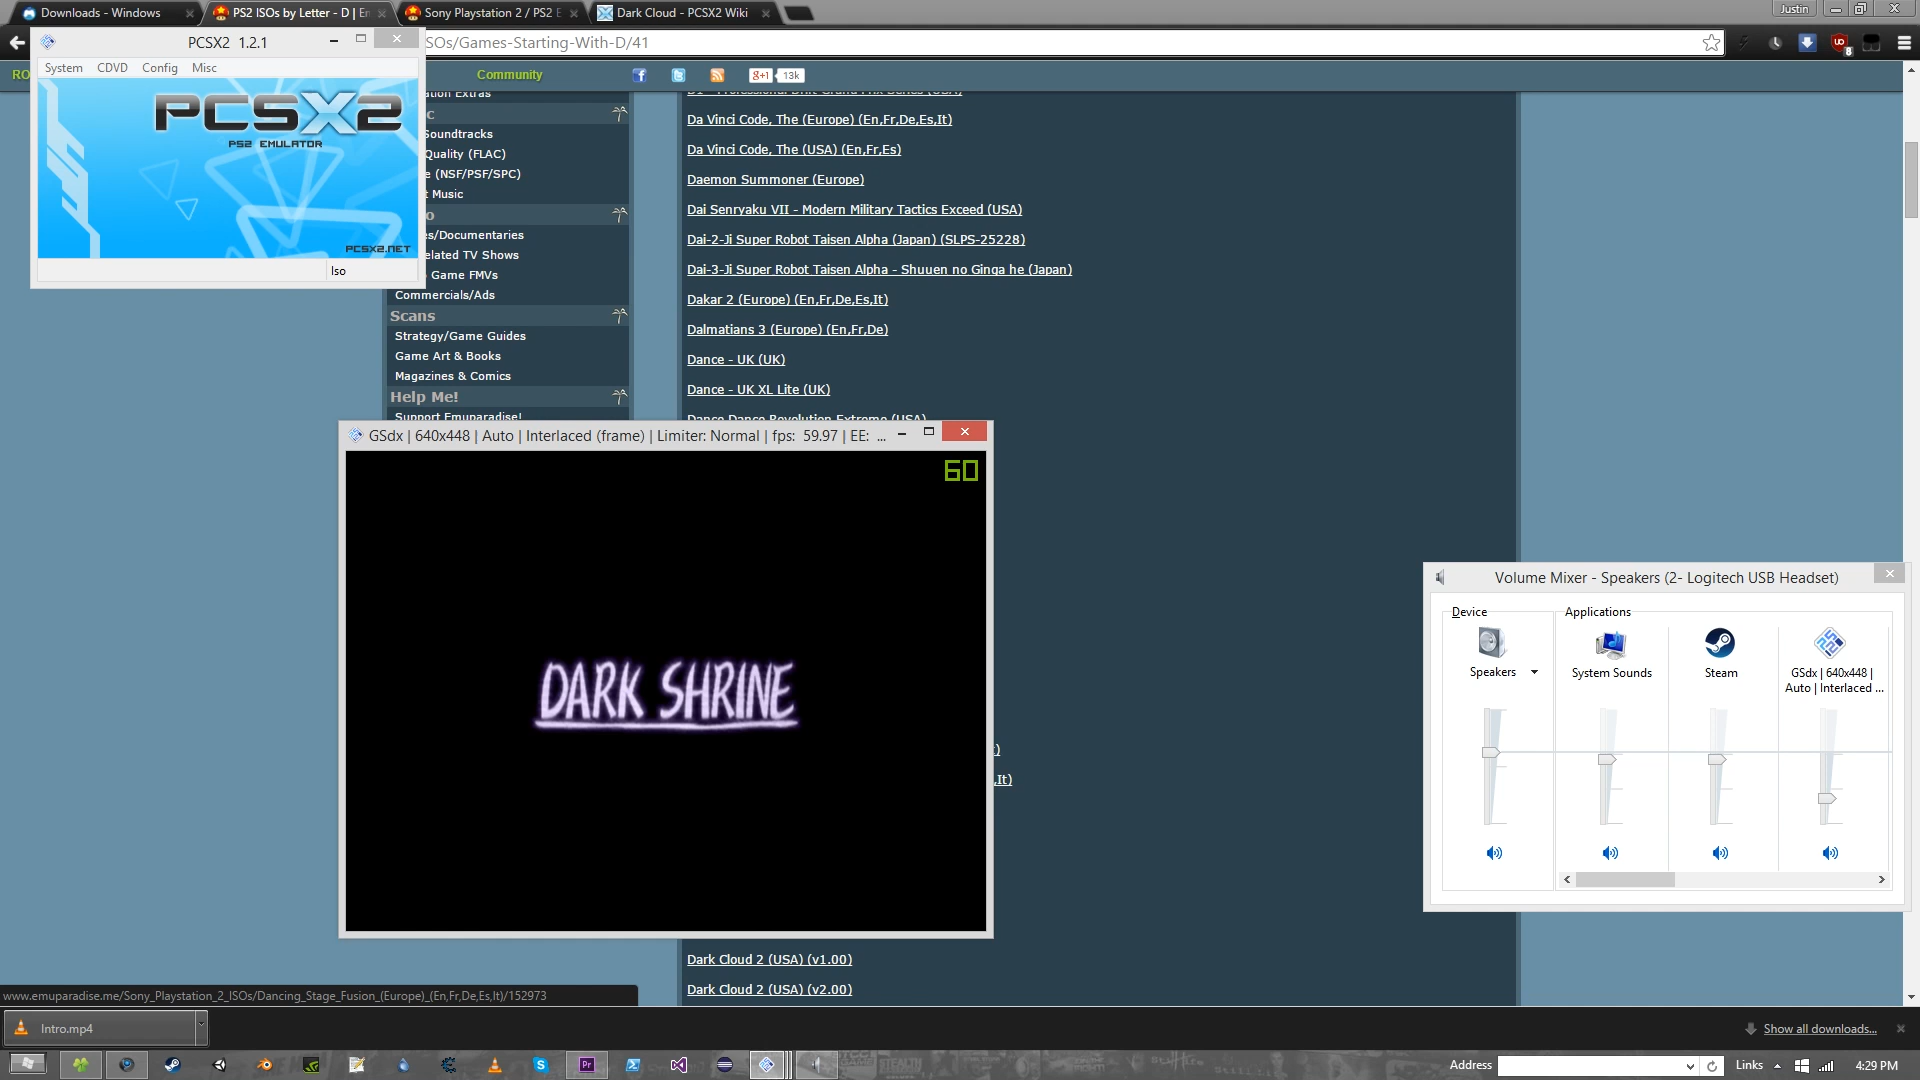 Downloads - Windows
PS2 ISOs by Letter - D | En
Sony Playstation 2 / PS2 E
Dark Cloud - PCSX2 Wiki
Justin
SOs/Games-Starting-With-D/41
PCSX2 1.2.1
System CDVD Config Misc
PCSX2
PS2 EMULATOR
PCSX2.NET
Iso
RO
Community
g+1 13k
Soundtracks
Quality (FLAC)
e (NSF/PSF/SPC)
t Music
o
es/Documentaries
elated TV Shows
Game FMVs
Commercials/Ads
Scans
Strategy/Game Guides
Game Art & Books
Magazines & Comics
Help Me!
Support Emuparadise!
Da Vinci Code, The (Europe) (En,Fr,De,Es,It)
Da Vinci Code, The (USA) (En,Fr,Es)
Daemon Summoner (Europe)
Dai Senryaku VII - Modern Military Tactics Exceed (USA)
Dai-2-Ji Super Robot Taisen Alpha (Japan) (SLPS-25228)
Dai-3-Ji Super Robot Taisen Alpha - Shuuen no Ginga he (Japan)
Dakar 2 (Europe) (En,Fr,De,Es,It)
Dalmatians 3 (Europe) (En,Fr,De)
Dance - UK (UK)
Dance - UK XL Lite (UK)
Dance Dance Revolution Extreme (USA)
GSdx | 640x448 | Auto | Interlaced (frame) | Limiter: Normal | fps: 59.97 | EE: ...
60
DARK SHRINE
,It)
Dark Cloud 2 (USA) (v1.00)
Dark Cloud 2 (USA) (v2.00)
Volume Mixer - Speakers (2- Logitech USB Headset)
Device
Applications
Speakers
System Sounds
Steam
GSdx | 640x448 |
Auto | Interlaced ...
www.emuparadise.me/Sony_Playstation_2_ISOs/Dancing_Stage_Fusion_(Europe)_(En,Fr,De,Es,It)/152973
Intro.mp4
Show all downloads...
Address
Links
4:29 PM